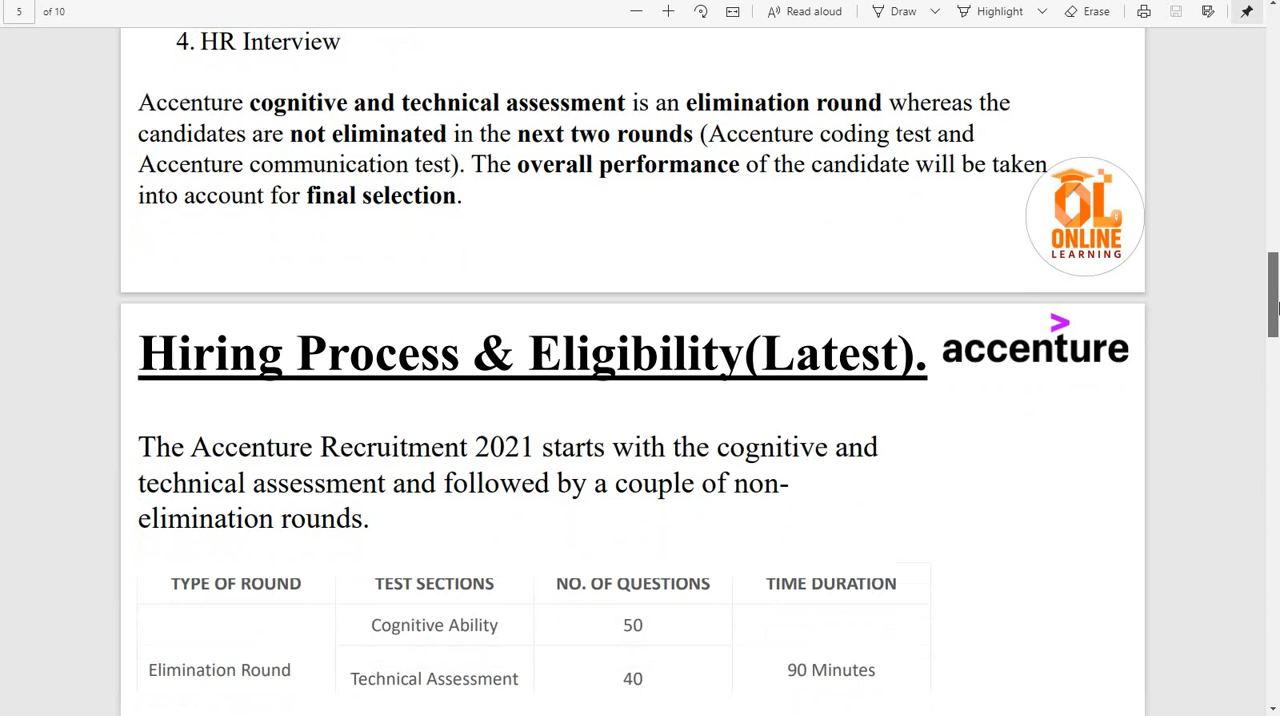 5 of 10 Read aloud Draw Highlight Erase
4. HR Interview
Accenture cognitive and technical assessment is an elimination round whereas the
candidates are not eliminated in the next two rounds (Accenture coding test and
Accenture communication test). The overall performance of the candidate will be taken
into account for final selection.
OL
ONLINE
LEARNING
Hiring Process & Eligibility(Latest).
accenture
The Accenture Recruitment 2021 starts with the cognitive and
technical assessment and followed by a couple of non-
elimination rounds.
TYPE OF ROUND TEST SECTIONS NO. OF QUESTIONS TIME DURATION
Cognitive Ability 50
Elimination Round 90 Minutes
Technical Assessment 40